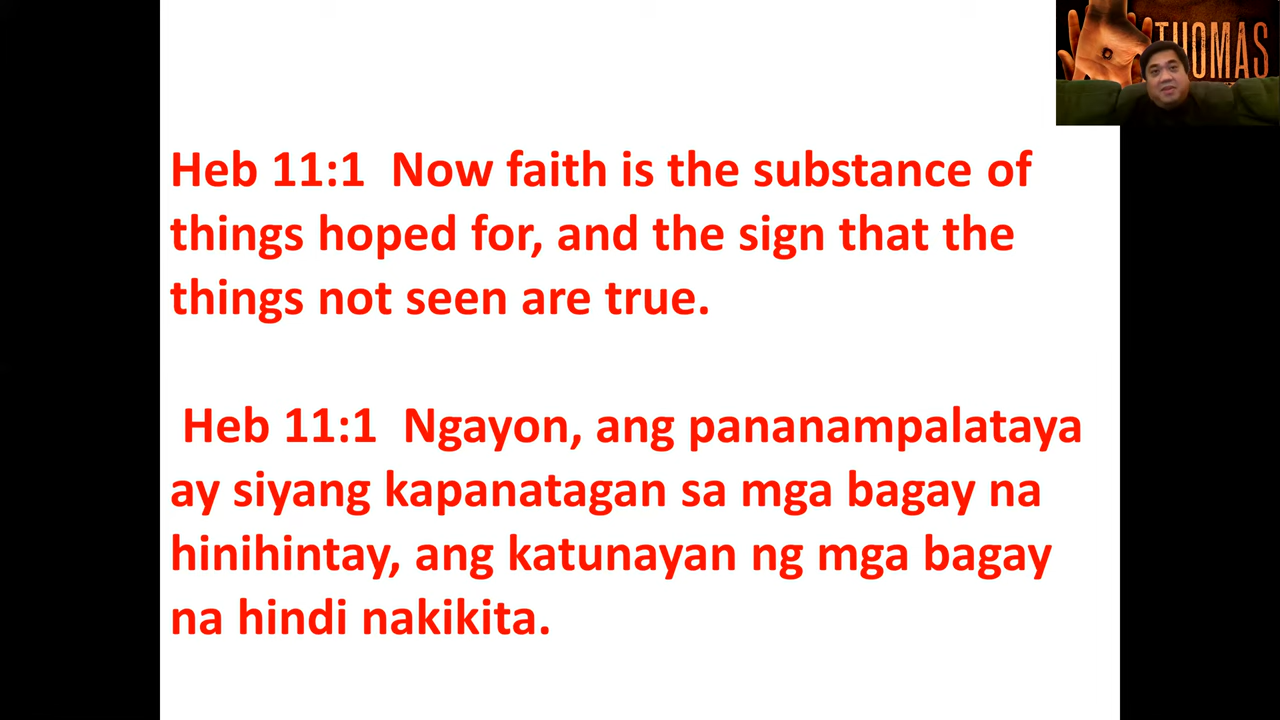 THOMAS
Heb 11:1 Now faith is the substance of
things hoped for, and the sign that the
things not seen are true.
Heb 11:1 Ngayon, ang pananampalataya
ay siyang kapanatagan sa mga bagay na
hinihintay, ang katunayan ng mga bagay
na hindi nakikita.